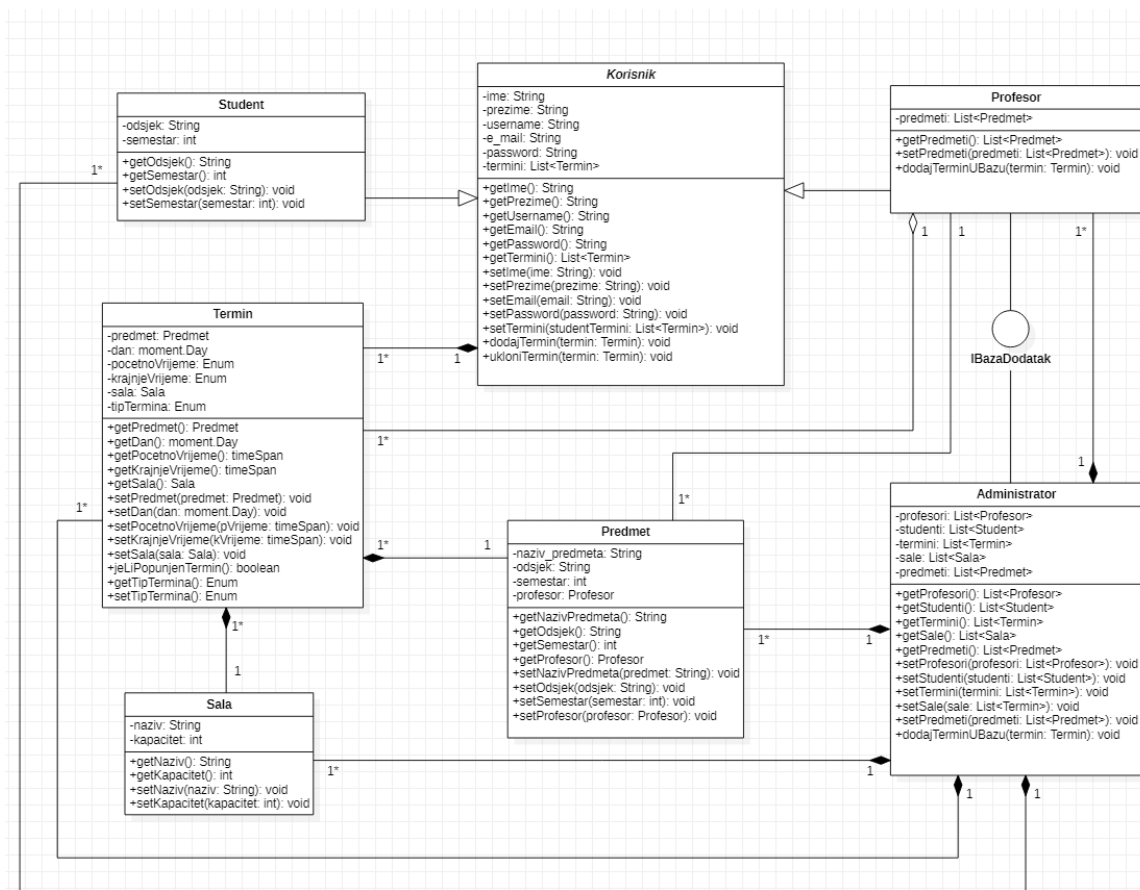 Student
-odsjek: String
-semestar: int
+getOdsjek(): String
+getSemestar(): int
+setOdsjek(odsjek: String): void
+setSemestar(semestar: int): void
1*
Korisnik
-ime: String
-prezime: String
-username: String
-e_mail: String
-password: String
-termini: List<Termin>
+getIme(): String
+getPrezime(): String
+getUsername(): String
+getEmail(): String
+getPassword(): String
+getTermini(): List<Termin>
+setIme(ime: String): void
+setPrezime(prezime: String): void
+setEmail(email: String): void
+setPassword(password: String): void
+setTermini(studentTermini: List<Termin>): void
+dodajTermin(termin: Termin): void
+ukloniTermin(termin: Termin): void
Profesor
-predmeti: List<Predmet>
+getPredmeti(): List<Predmet>
+setPredmeti(predmeti: List<Predmet>): void
+dodajTerminUBazu(termin: Termin): void
1
1
1*
IBazaDodatak
Termin
-predmet: Predmet
-dan: moment.Day
-pocetnoVrijeme: Enum
-krajnjeVrijeme: Enum
-sala: Sala
-tipTermina: Enum
+getPredmet(): Predmet
+getDan(): moment.Day
+getPocetnoVrijeme(): timeSpan
+getKrajnjeVrijeme(): timeSpan
+getSala(): Sala
+setPredmet(predmet: Predmet): void
+setDan(dan: moment.Day): void
+setPocetnoVrijeme(pVrijeme: timeSpan): void
+setKrajnjeVrijeme(kVrijeme: timeSpan): void
+setSala(sala: Sala): void
+jeLiPopunjenTermin(): boolean
+getTipTermina(): Enum
+setTipTermina(): Enum
1*
1
1*
1*
1*
1
1*
1
Predmet
-naziv_predmeta: String
-odsjek: String
-semestar: int
-profesor: Profesor
+getNazivPredmeta(): String
+getOdsjek(): String
+getSemestar(): int
+getProfesor(): Profesor
+setNazivPredmeta(predmet: String): void
+setOdsjek(odsjek: String): void
+setSemestar(semestar: int): void
+setProfesor(profesor: Profesor): void
1*
1*
1
1
Administrator
-profesori: List<Profesor>
-studenti: List<Student>
-termini: List<Termin>
-sale: List<Sala>
-predmeti: List<Predmet>
+getProfesori(): List<Profesor>
+getStudenti(): List<Student>
+getTermini(): List<Termin>
+getSale(): List<Sala>
+getPredmeti(): List<Predmet>
+setProfesori(profesori: List<Profesor>): void
+setStudenti(studenti: List<Student>): void
+setTermini(termini: List<Termin>): void
+setSale(sale: List<Termin>): void
+setPredmeti(predmeti: List<Predmet>): void
+dodajTerminUBazu(termin: Termin): void
Sala
-naziv: String
-kapacitet: int
+getNaziv(): String
+getKapacitet(): int
+setNaziv(naziv: String): void
+setKapacitet(kapacitet: int): void
1*
1
1
1